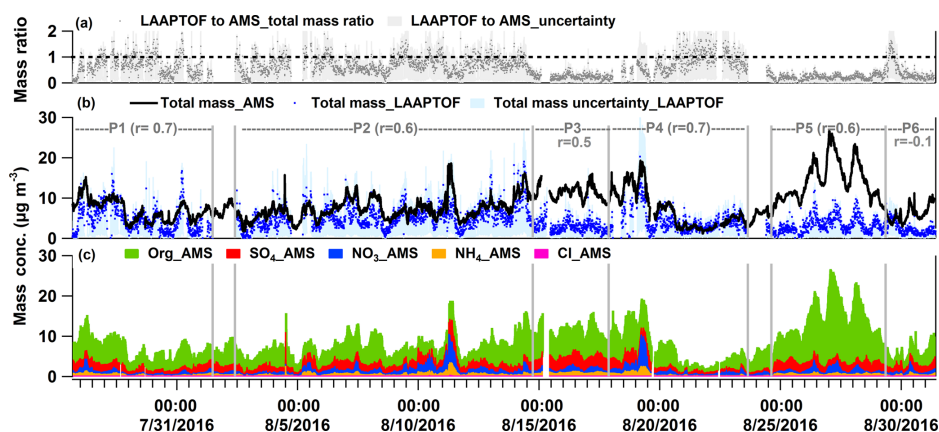 (a) LAAPTOF to AMS_total mass ratio LAAPTOF to AMS_uncertainty
Mass ratio
2
1
0
(b) Total mass_AMS Total mass_LAAPTOF Total mass uncertainty_LAAPTOF
P1 (r= 0.7) P2 (r=0.6) P3 r=0.5 P4 (r=0.7) P5 (r=0.6) P6 r=-0.1
30
20
10
0
Mass conc. (µg m⁻³)
(c) Org_AMS SO₄_AMS NO₃_AMS NH₄_AMS Cl_AMS
30
20
10
0
00:00 00:00 00:00 00:00 00:00 00:00 00:00
7/31/2016 8/5/2016 8/10/2016 8/15/2016 8/20/2016 8/25/2016 8/30/2016